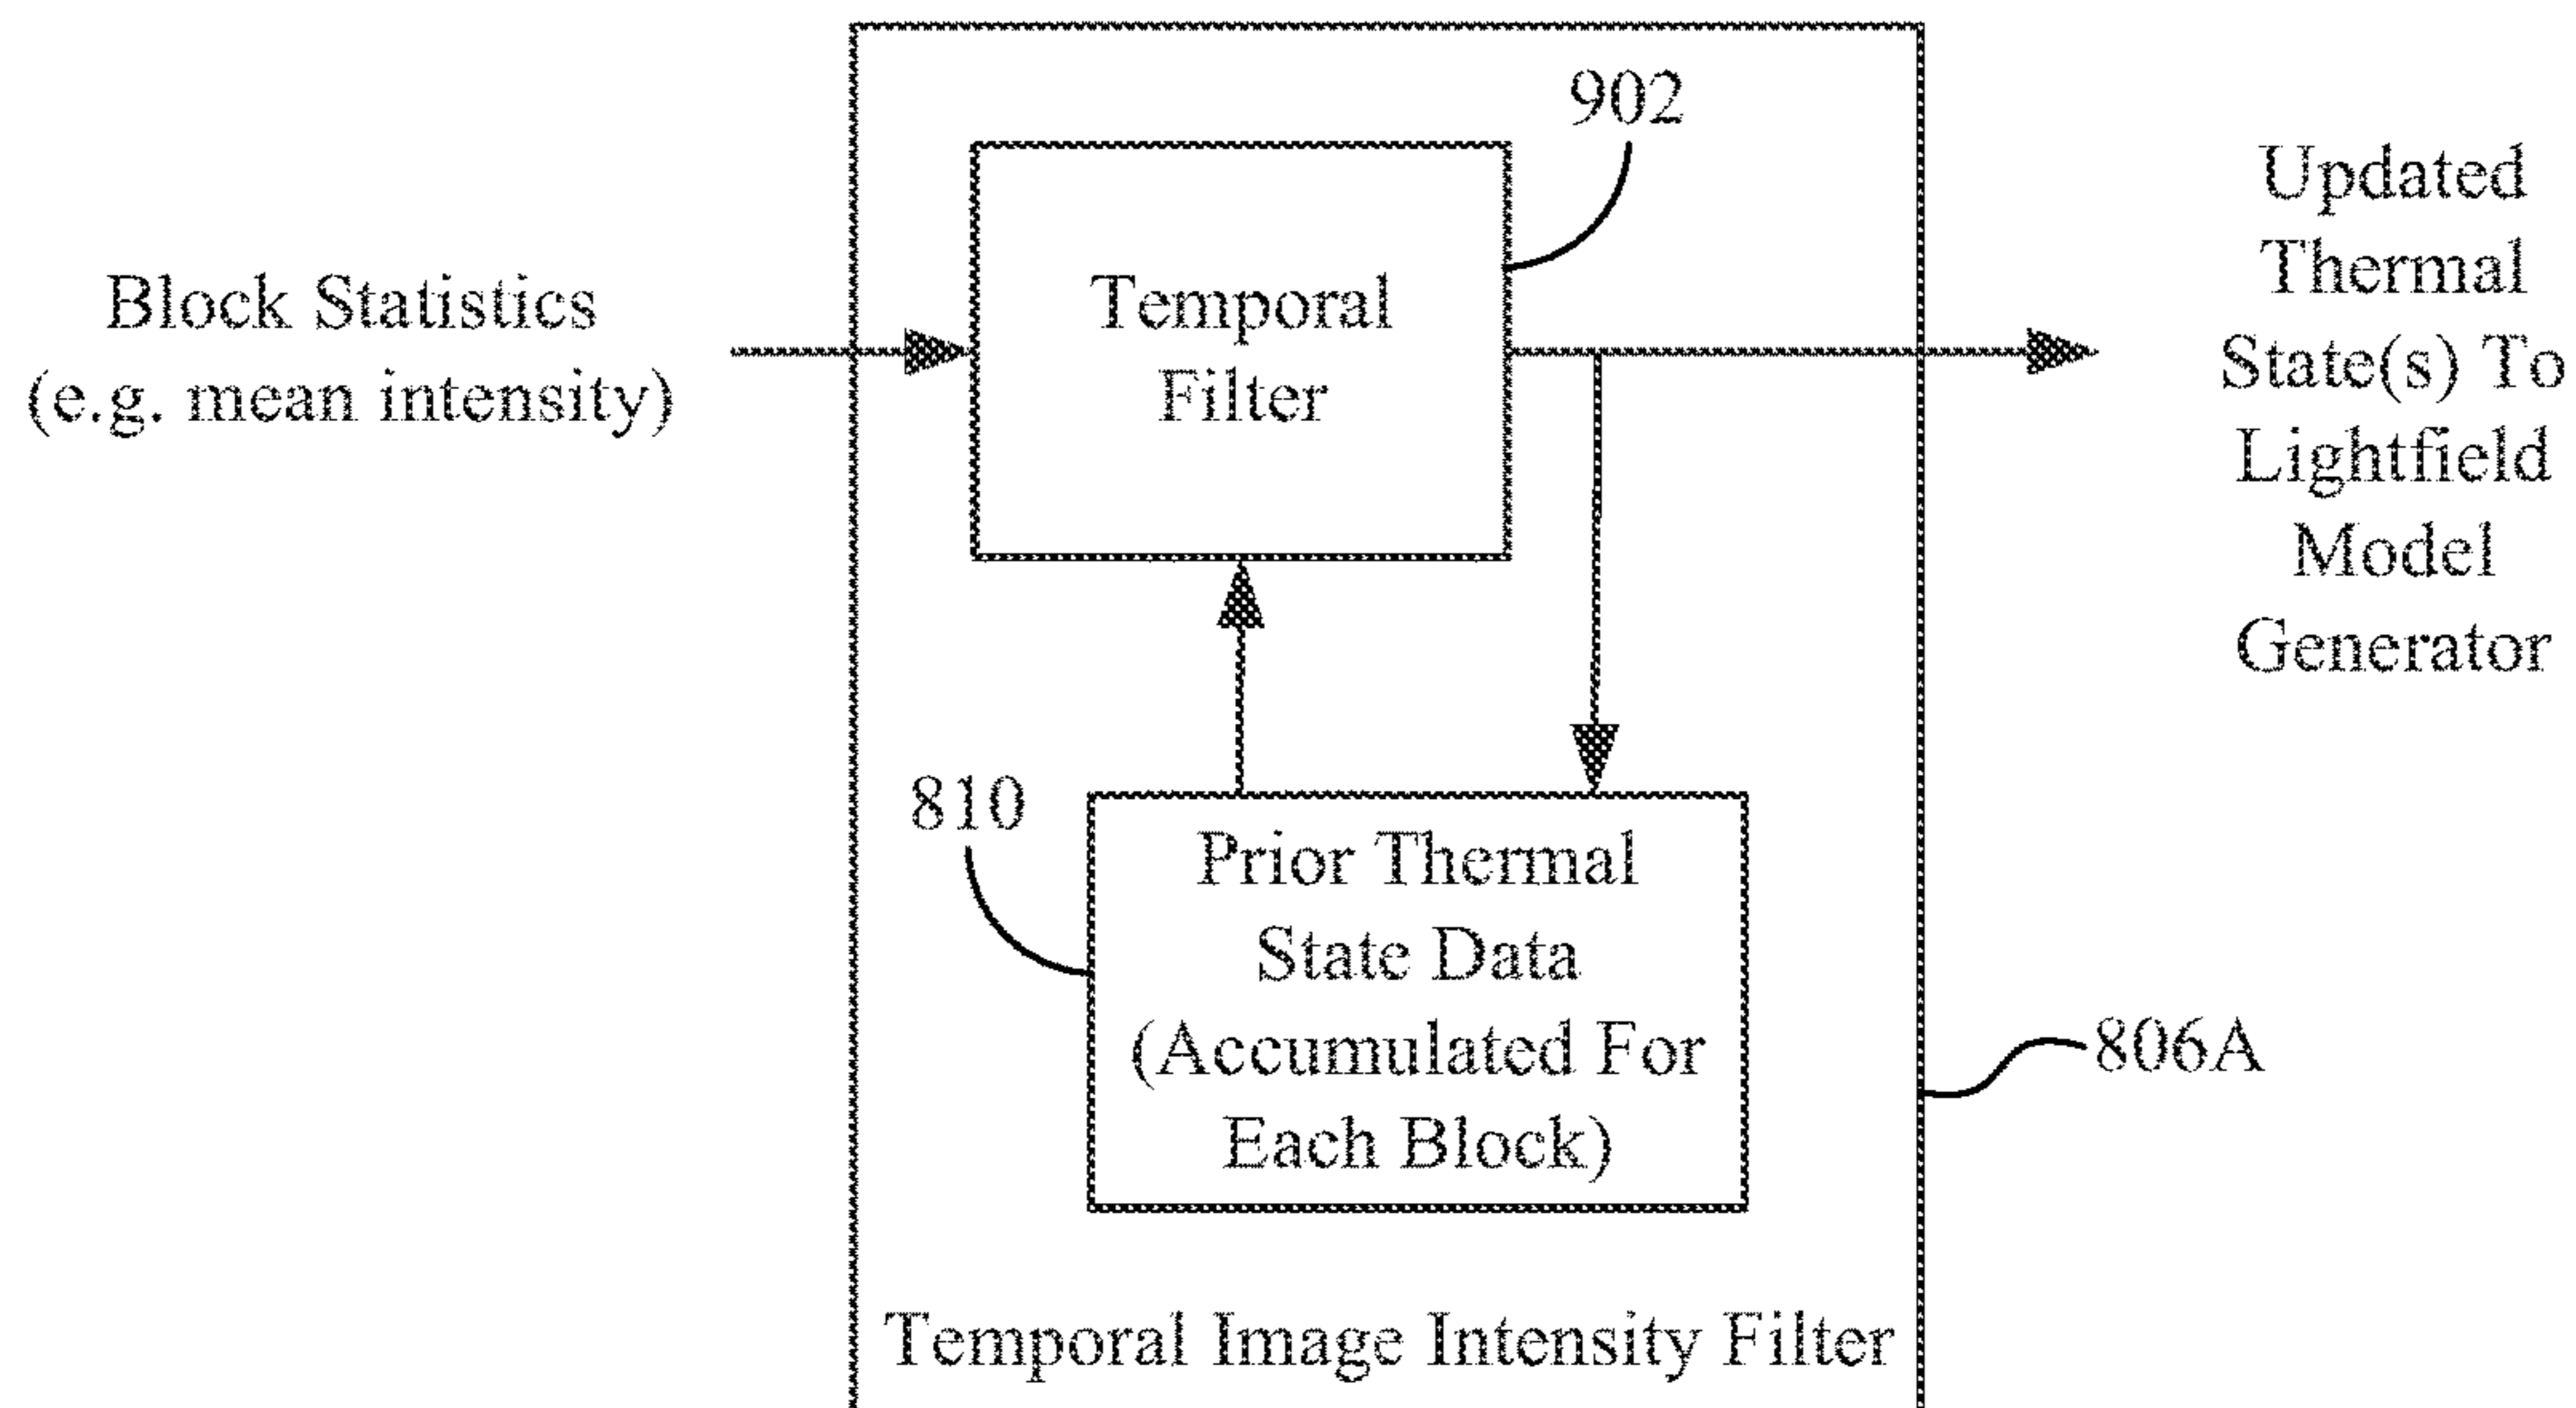 902
Block Statistics
(e.g. mean intensity)
Temporal
Filter
Updated
Thermal
State(s) To
Lightfield
Model
Generator
810
Prior Thermal
State Data
(Accumulated For
Each Block)
806A
Temporal Image Intensity Filter